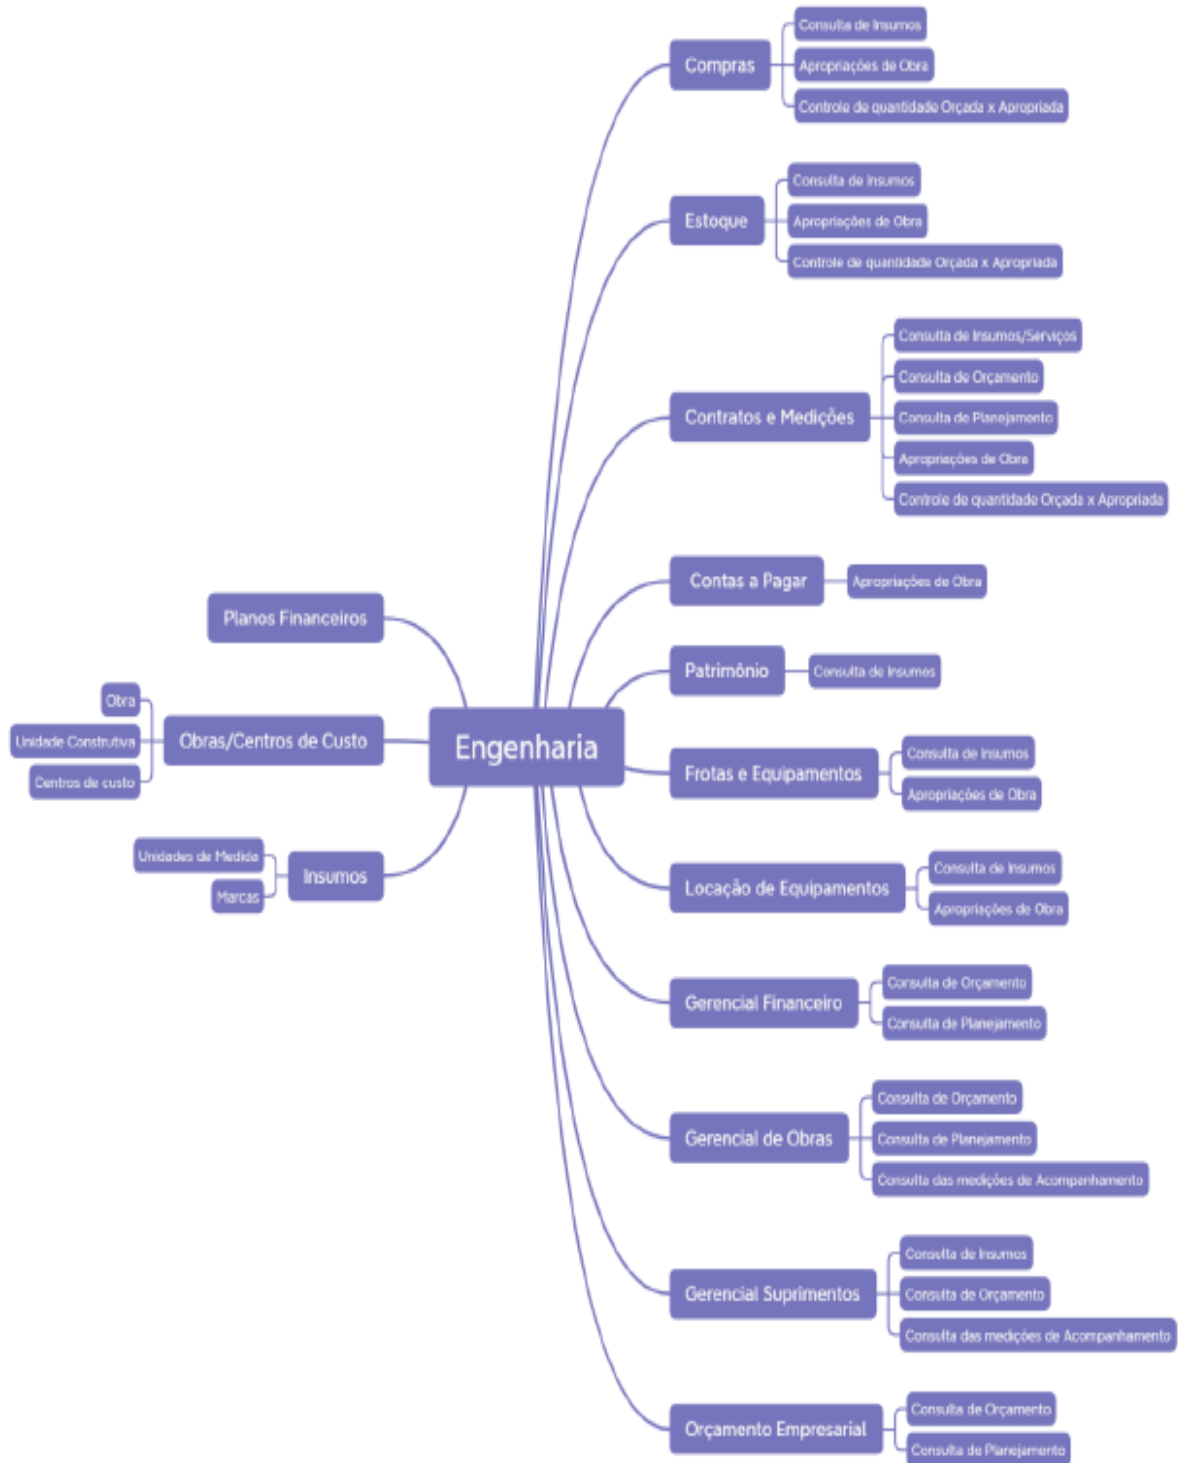 Engenharia
Planos Financeiros
Obras/Centros de Custo
Obra
Unidade Construtiva
Centros de custo
Insumos
Unidades de Medida
Marcas
Compras
Consulta de Insumos
Apropriações de Obra
Controle de quantidade Orçada x Apropriada
Estoque
Consulta de Insumos
Apropriações de Obra
Controle de quantidade Orçada x Apropriada
Contratos e Medições
Consulta de Insumos/Serviços
Consulta de Orçamento
Consulta de Planejamento
Apropriações de Obra
Controle de quantidade Orçada x Apropriada
Contas a Pagar
Apropriações de Obra
Patrimônio
Consulta de Insumos
Frotas e Equipamentos
Consulta de Insumos
Apropriações de Obra
Locação de Equipamentos
Consulta de Insumos
Apropriações de Obra
Gerencial Financeiro
Consulta de Orçamento
Consulta de Planejamento
Gerencial de Obras
Consulta de Orçamento
Consulta de Planejamento
Consulta das medições de Acompanhamento
Gerencial Suprimentos
Consulta de Insumos
Consulta de Orçamento
Consulta das medições de Acompanhamento
Orçamento Empresarial
Consulta de Orçamento
Consulta de Planejamento